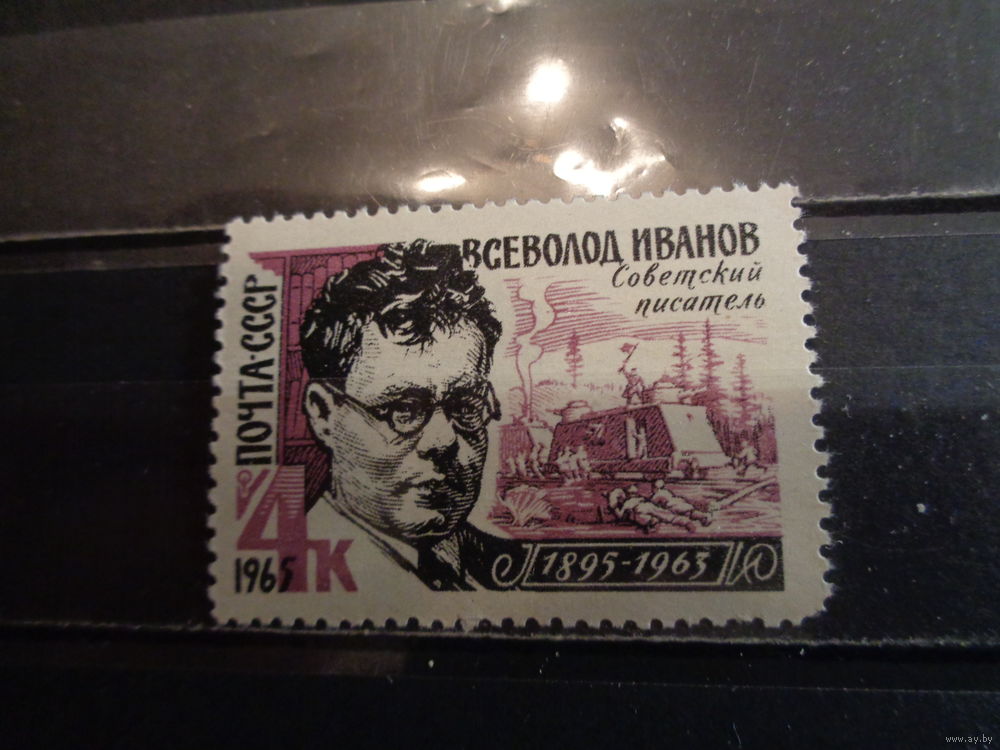 ВСЕВОЛОД ИВАНОВ
Советский
писатель
ПОЧТА·СССР
4К
1965
1895-1963
www.ay.by